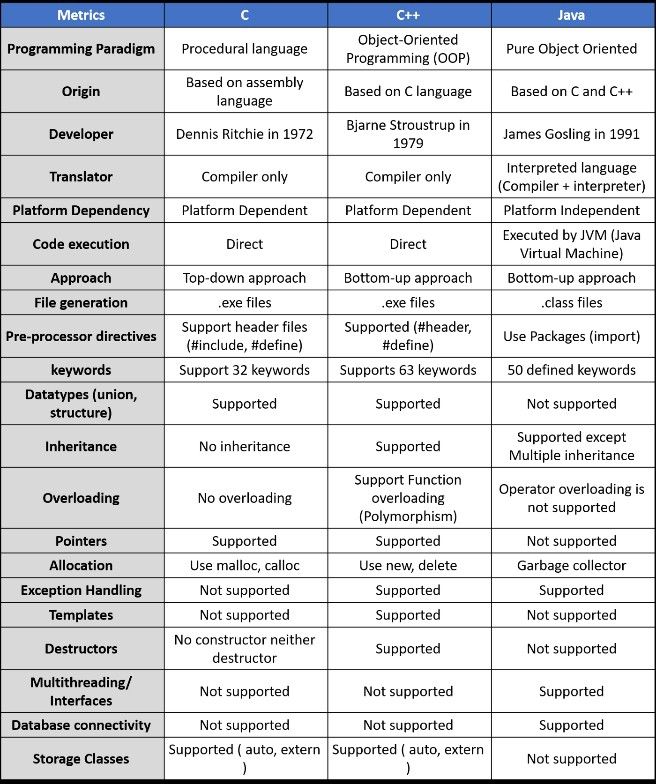 Metrics C C++ Java
Programming Paradigm Procedural language Object-Oriented Programming (OOP) Pure Object Oriented
Origin Based on assembly language Based on C language Based on C and C++
Developer Dennis Ritchie in 1972 Bjarne Stroustrup in 1979 James Gosling in 1991
Translator Compiler only Compiler only Interpreted language (Compiler + interpreter)
Platform Dependency Platform Dependent Platform Dependent Platform Independent
Code execution Direct Direct Executed by JVM (Java Virtual Machine)
Approach Top-down approach Bottom-up approach Bottom-up approach
File generation .exe files .exe files .class files
Pre-processor directives Support header files (#include, #define) Supported (#header, #define) Use Packages (import)
keywords Support 32 keywords Supports 63 keywords 50 defined keywords
Datatypes (union, structure) Supported Supported Not supported
Inheritance No inheritance Supported Supported except Multiple inheritance
Overloading No overloading Support Function overloading (Polymorphism) Operator overloading is not supported
Pointers Supported Supported Not supported
Allocation Use malloc, calloc Use new, delete Garbage collector
Exception Handling Not supported Supported Supported
Templates Not supported Supported Not supported
Destructors No constructor neither destructor Supported Not supported
Multithreading/ Interfaces Not supported Not supported Supported
Database connectivity Not supported Not supported Supported
Storage Classes Supported ( auto, extern ) Supported ( auto, extern ) Not supported